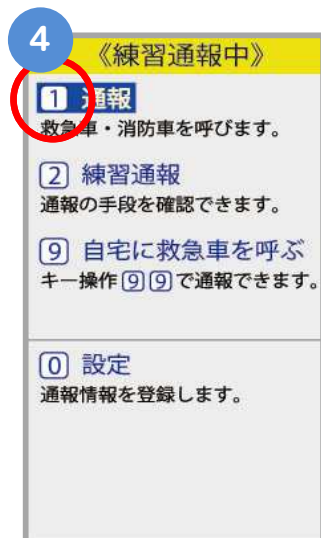 4
《練習通報中》
1 通報
救急車・消防車を呼びます。
2 練習通報
通報の手段を確認できます。
9 自宅に救急車を呼ぶ
キー操作99で通報できます。
0 設定
通報情報を登録します。